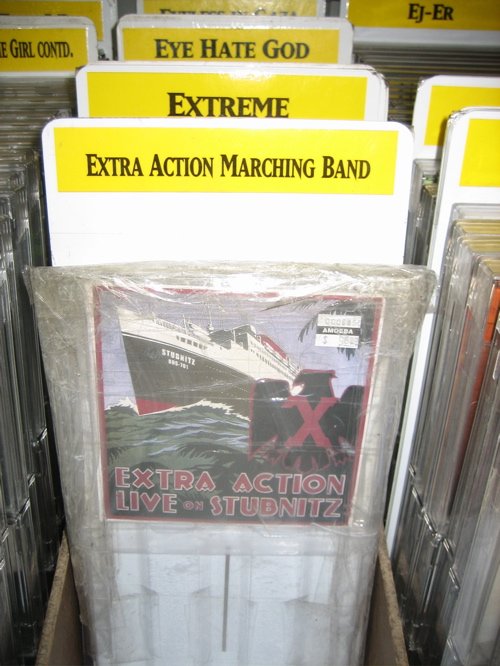 EJ-ER
E GIRL CONTD.
EYE HATE GOD
EXTREME
EXTRA ACTION MARCHING BAND
STUBNITZ
AMOEBA
X
EXTRA ACTION
LIVE ON STUBNITZ